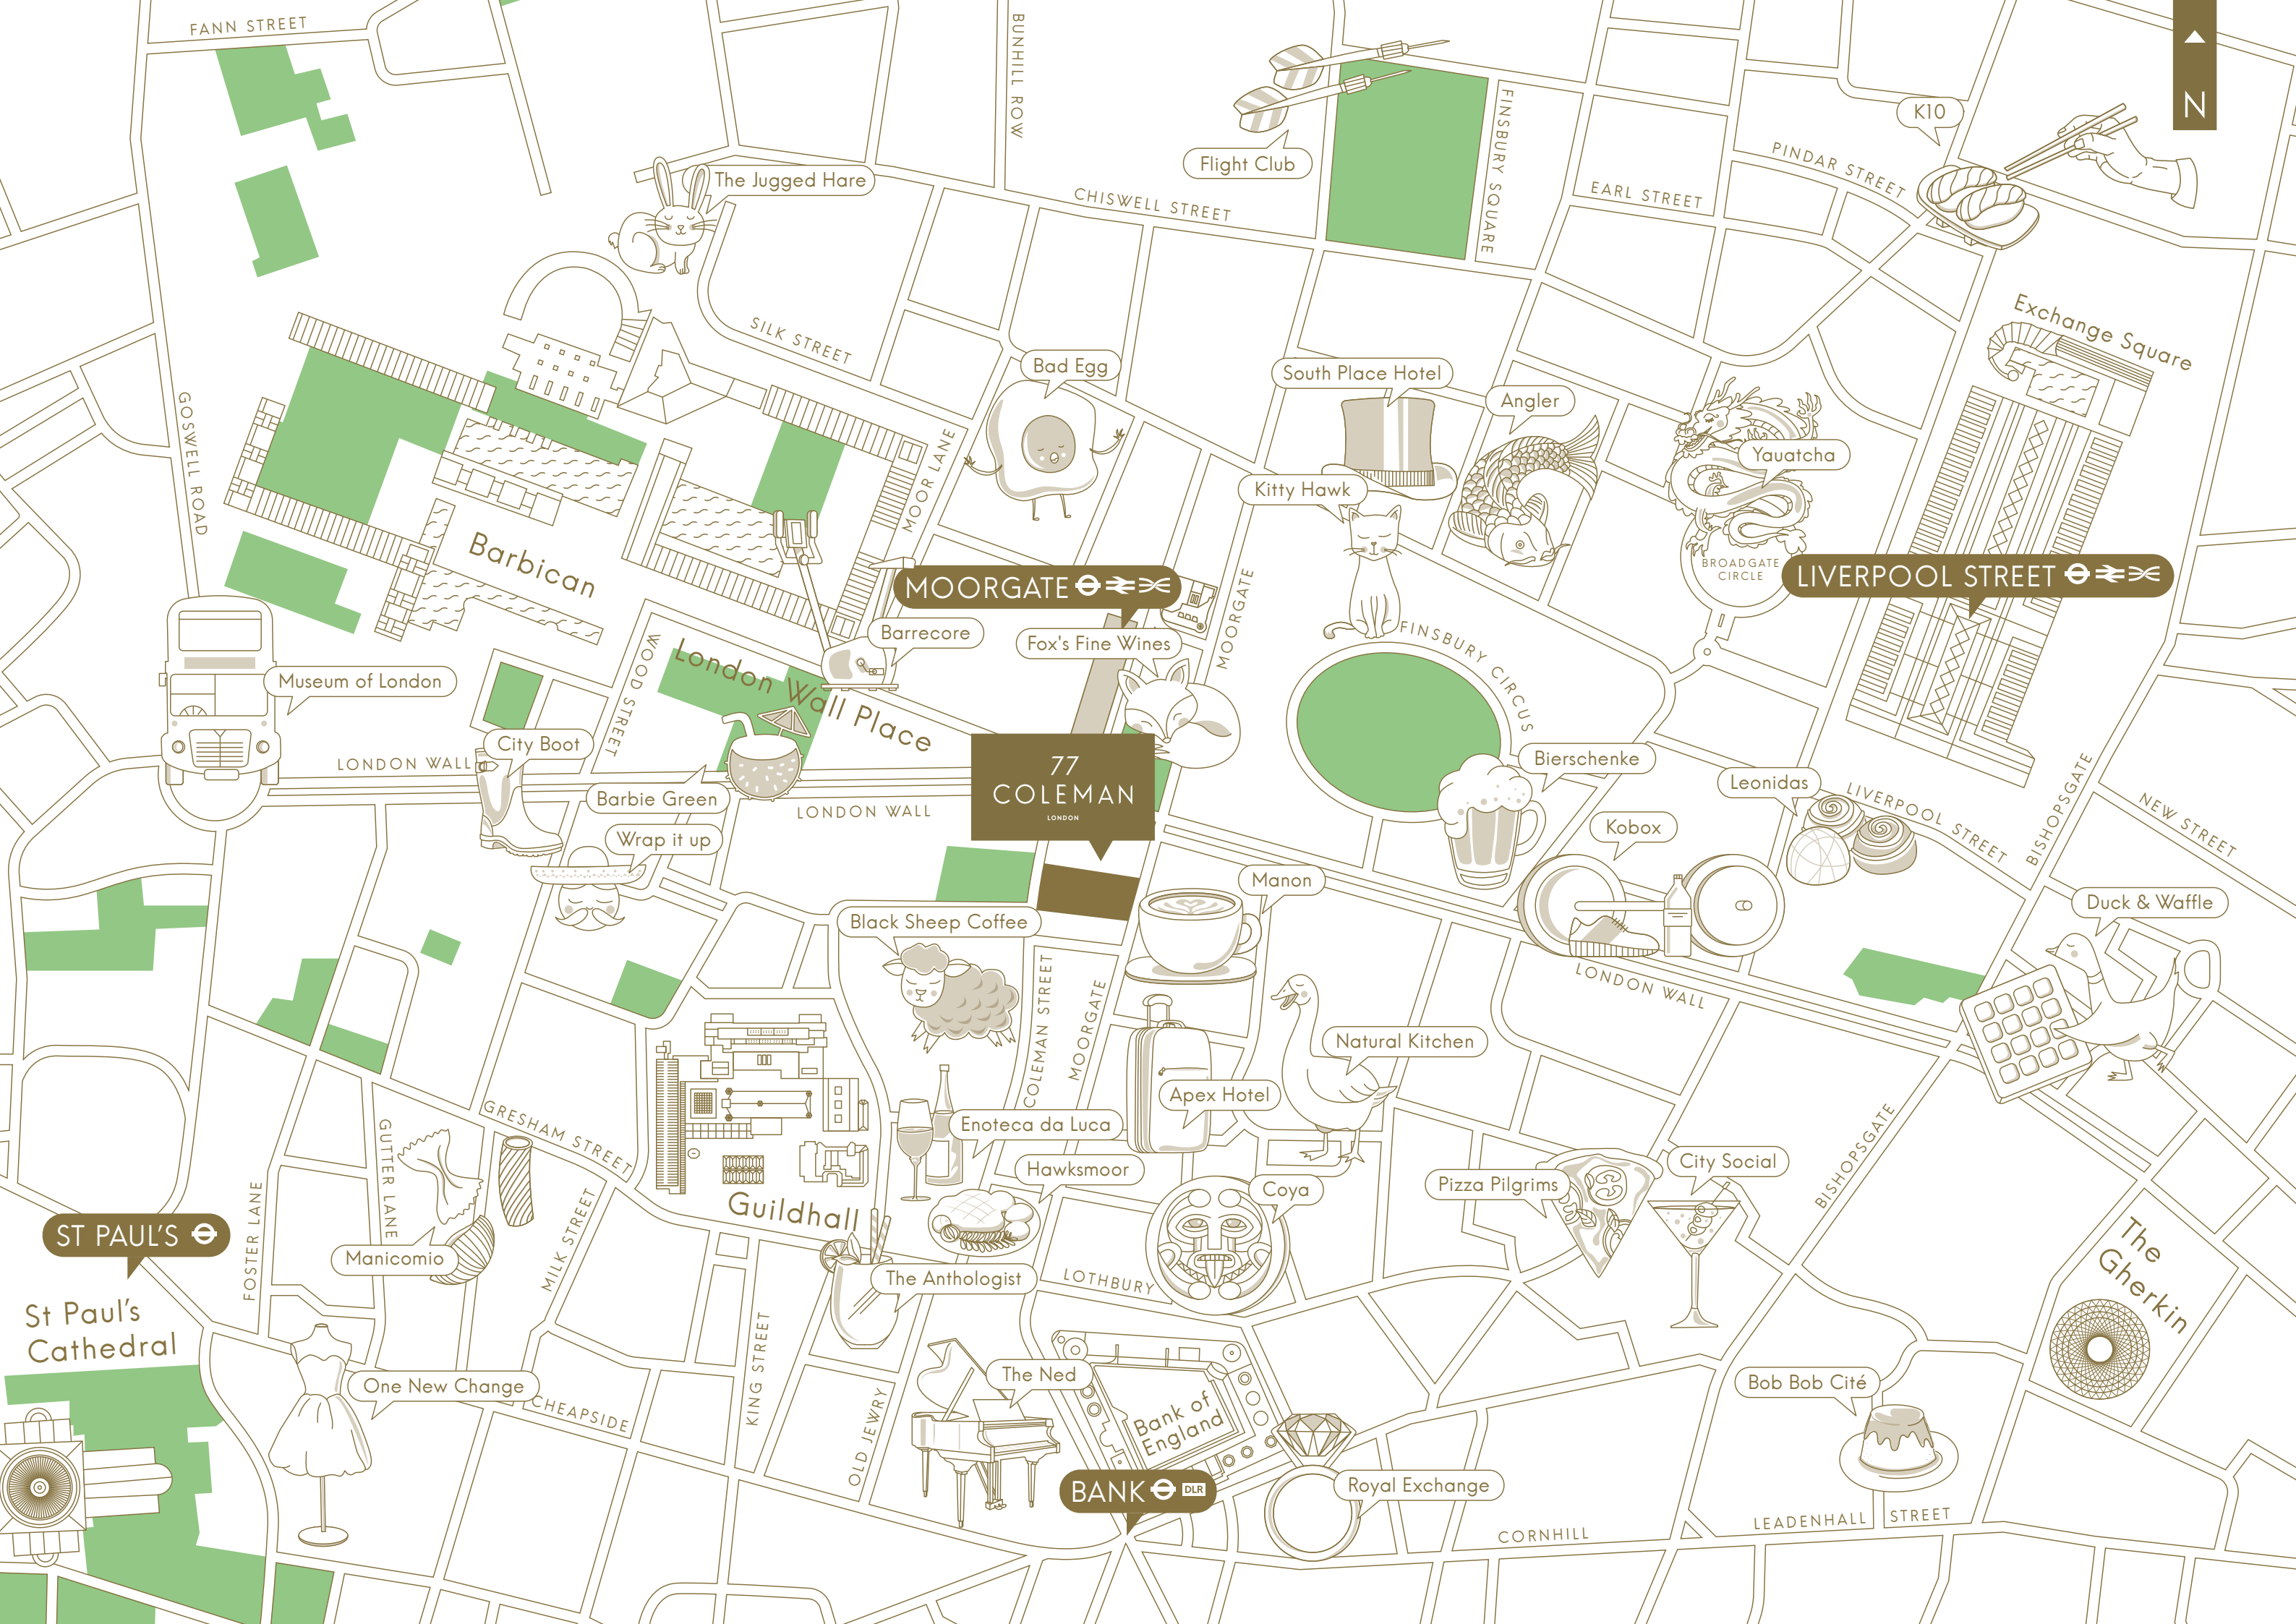 FANN STREET
BUNHILL ROW
N
K10
PINDAR STREET
Flight Club
FINSBURY SQUARE
The Jugged Hare
CHISWELL STREET
EARL STREET
Exchange Square
SILK STREET
Bad Egg
South Place Hotel
Angler
GOSWELL ROAD
MOOR LANE
Yauatcha
Kitty Hawk
Barbican
BROADGATE
CIRCLE
MOORGATE
LIVERPOOL STREET
Barrecore
Fox's Fine Wines
MOORGATE
FINSBURY CIRCUS
WOOD STREET
London Wall Place
Museum of London
City Boot
LONDON WALL
77
COLEMAN
LONDON
Bierschenke
Leonidas
LIVERPOOL STREET
BISHOPSGATE
NEW STREET
Barbie Green
LONDON WALL
Wrap it up
Kobox
Manon
Duck & Waffle
Black Sheep Coffee
LONDON WALL
COLEMAN STREET
MOORGATE
Natural Kitchen
Apex Hotel
GRESHAM STREET
GUTTER LANE
Enoteca da Luca
BISHOPSGATE
Hawksmoor
City Social
Pizza Pilgrims
Coya
Guildhall
FOSTER LANE
MILK STREET
ST PAUL'S
Manicomio
The Anthologist
LOTHBURY
The
Gherkin
St Paul's
Cathedral
KING STREET
The Ned
One New Change
CHEAPSIDE
OLD JEWRY
Bank of
England
Bob Bob Cité
BANK
DLR
Royal Exchange
CORNHILL
LEADENHALL STREET